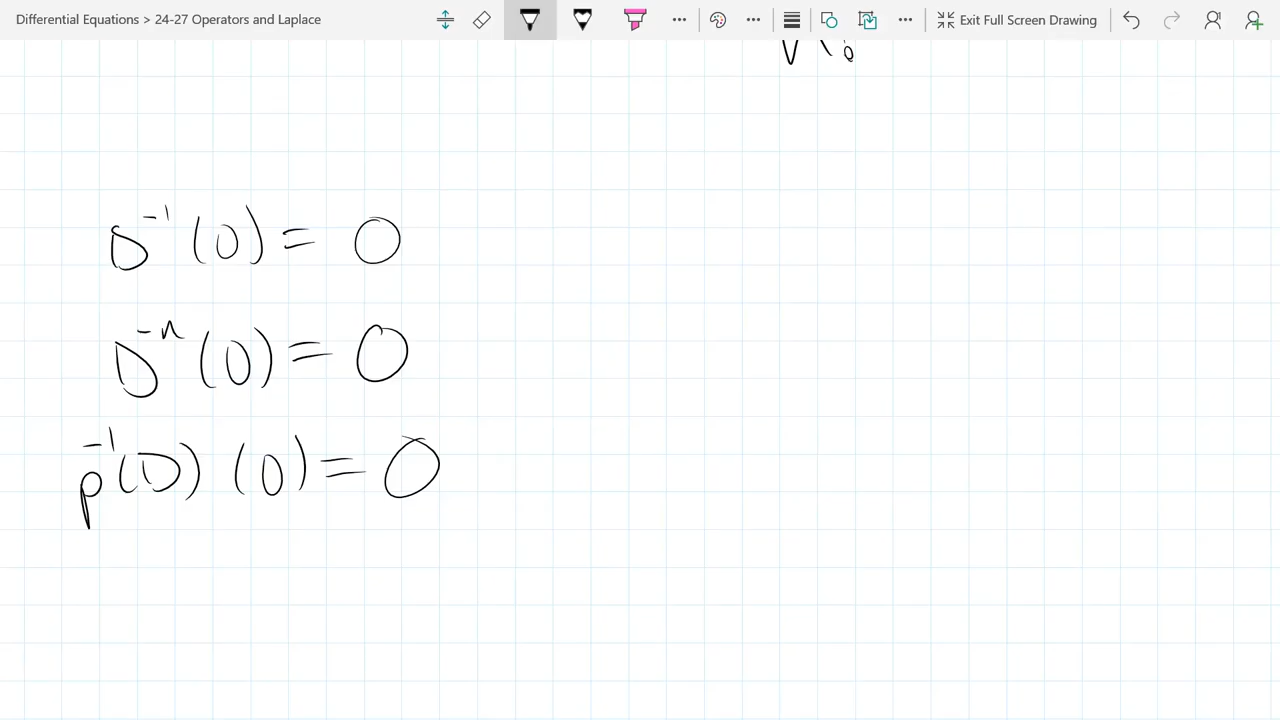 Differential Equations > 24-27 Operators and Laplace
Exit Full Screen Drawing
D⁻¹(0) = 0
D⁻ⁿ(0) = 0
p⁻¹(D)(0) = 0